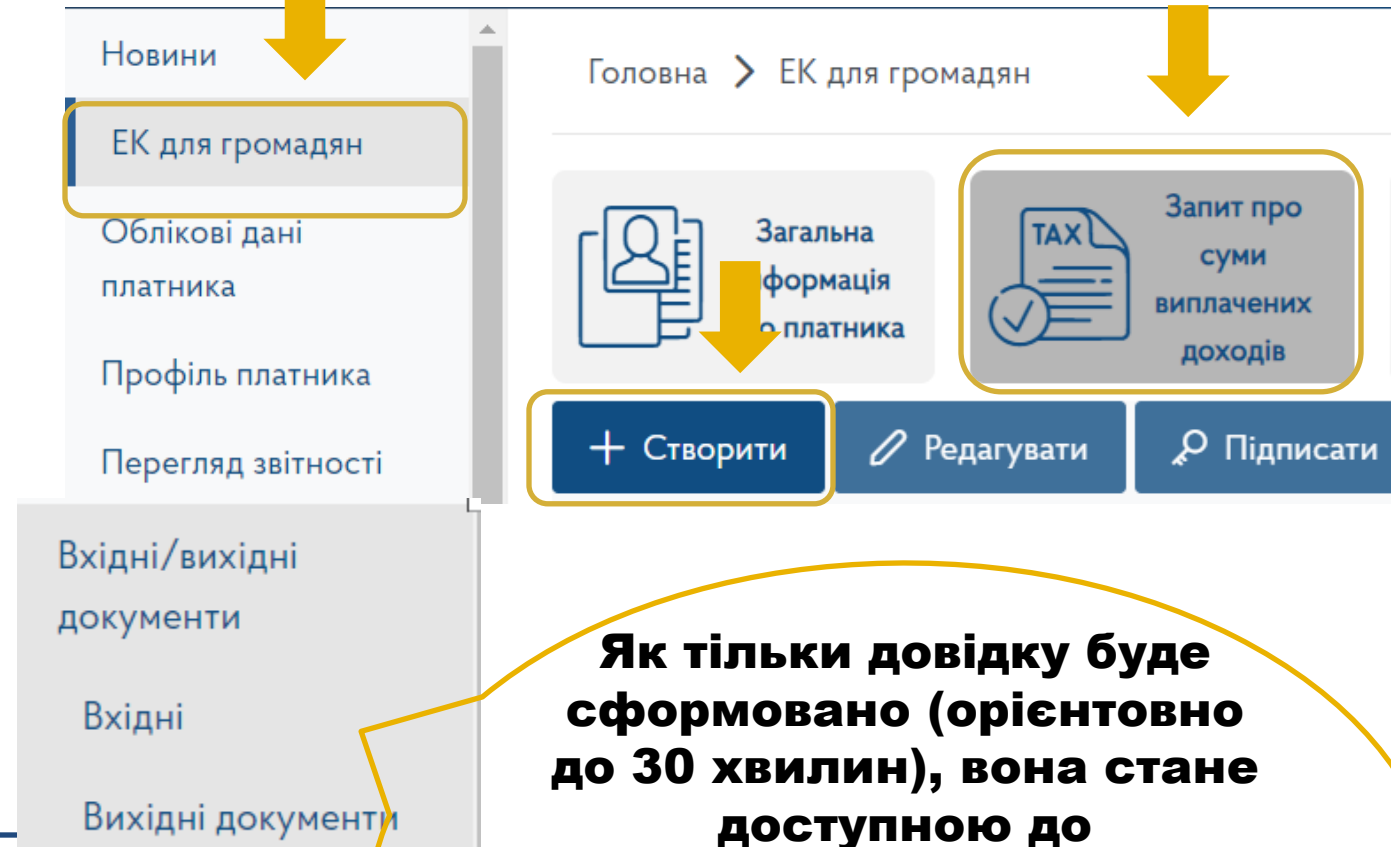 Новини
ЕК для громадян
Облікові дані
платника
Профіль платника
Перегляд звітності
Вхідні/вихідні
документи
Вхідні
Вихідні документи
Головна > ЕК для громадян
Загальна
формація
о платника
TAX
Запит про
суми
виплачених
доходів
+ Створити
Редагувати
Підписати
Як тільки довідку буде
сформовано (орієнтовно
до 30 хвилин), вона стане
доступною до